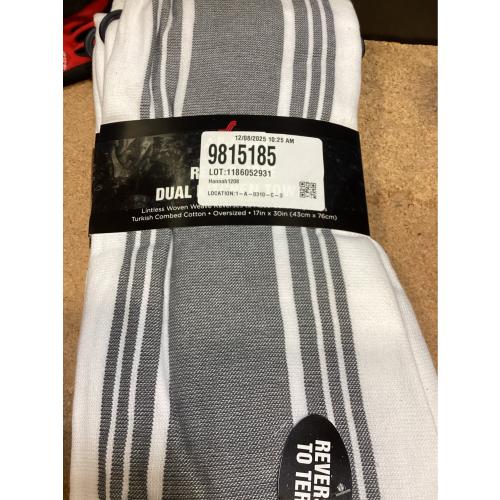 12/08/2025 10:25 AM
9815185
LOT:1186052931
Hannah1208
LOCATION:1-A-0310-C-3
DUAL
Lintless Woven Weave Reverses
Turkish Combed Cotton • Oversized • 17in x 30in (43cm x 76cm)
REVER
TO TER